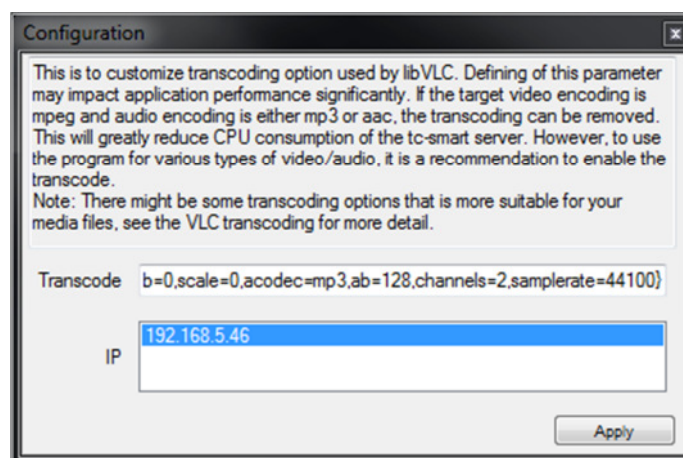 Configuration
This is to customize transcoding option used by libVLC. Defining of this parameter
may impact application performance significantly. If the target video encoding is
mpeg and audio encoding is either mp3 or aac, the transcoding can be removed.
This will greatly reduce CPU consumption of the tc-smart server. However, to use
the program for various types of video/audio, it is a recommendation to enable the
transcode.
Note: There might be some transcoding options that is more suitable for your
media files, see the VLC transcoding for more detail.
Transcode b=0,scale=0,acodec=mp3,ab=128,channels=2,samplerate=44100}
192.168.5.46
IP
Apply